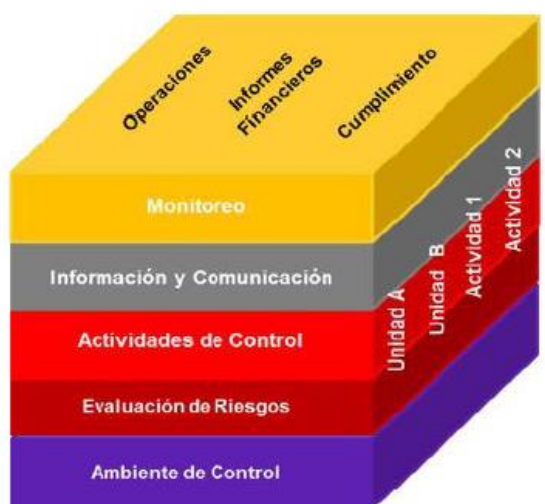 Operaciones
Informes
Financieros
Cumplimiento
Monitoreo
Información y Comunicación
Actividades de Control
Evaluación de Riesgos
Ambiente de Control
Unidad A
Unidad B
Actividad 1
Actividad 2